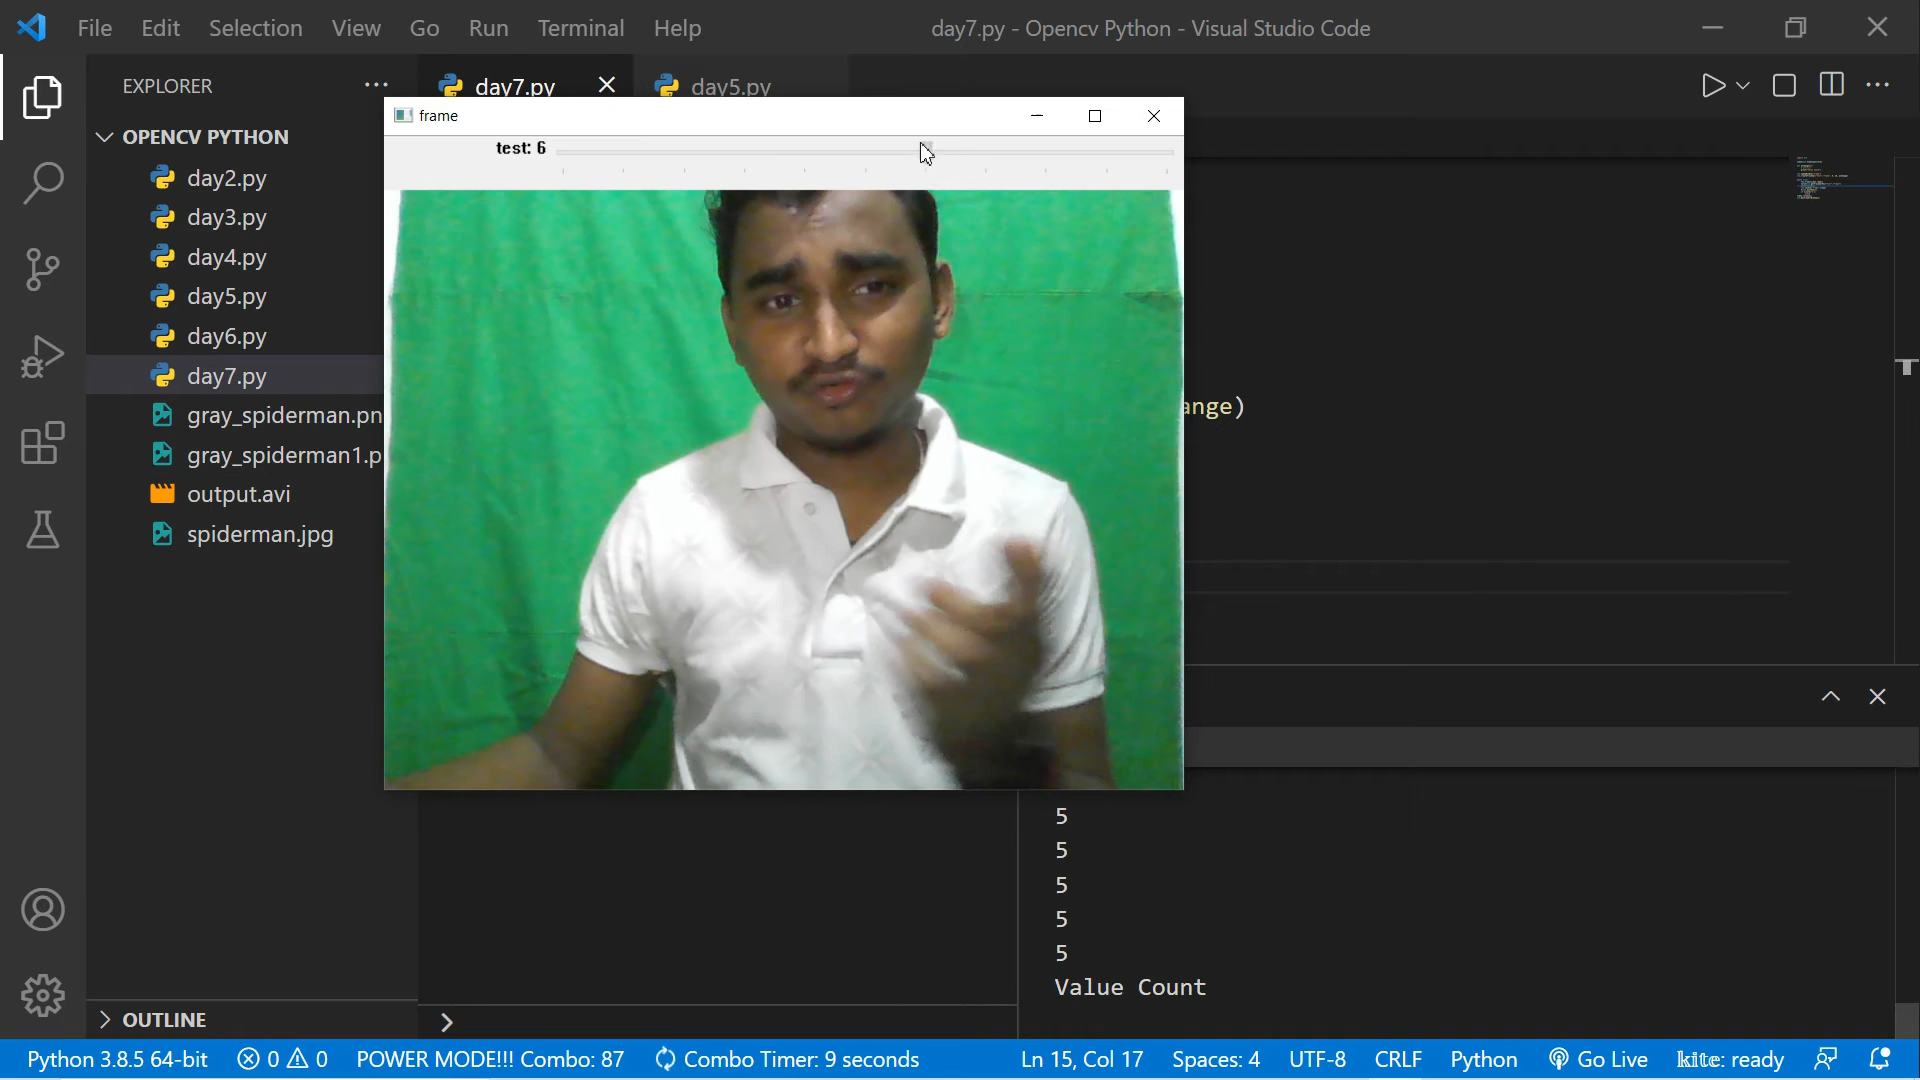 File Edit Selection View Go Run Terminal Help
day7.py - Opencv Python - Visual Studio Code
EXPLORER
day7.py
day5.py
OPENCV PYTHON
day2.py
day3.py
day4.py
day5.py
day6.py
day7.py
gray_spiderman.pn
gray_spiderman1.p
output.avi
spiderman.jpg
OUTLINE
frame
test: 6
ange)
5
5
5
5
5
Value Count
Python 3.8.5 64-bit 0 0 POWER MODE!!! Combo: 87 Combo Timer: 9 seconds Ln 15, Col 17 Spaces: 4 UTF-8 CRLF Python Go Live kite: ready